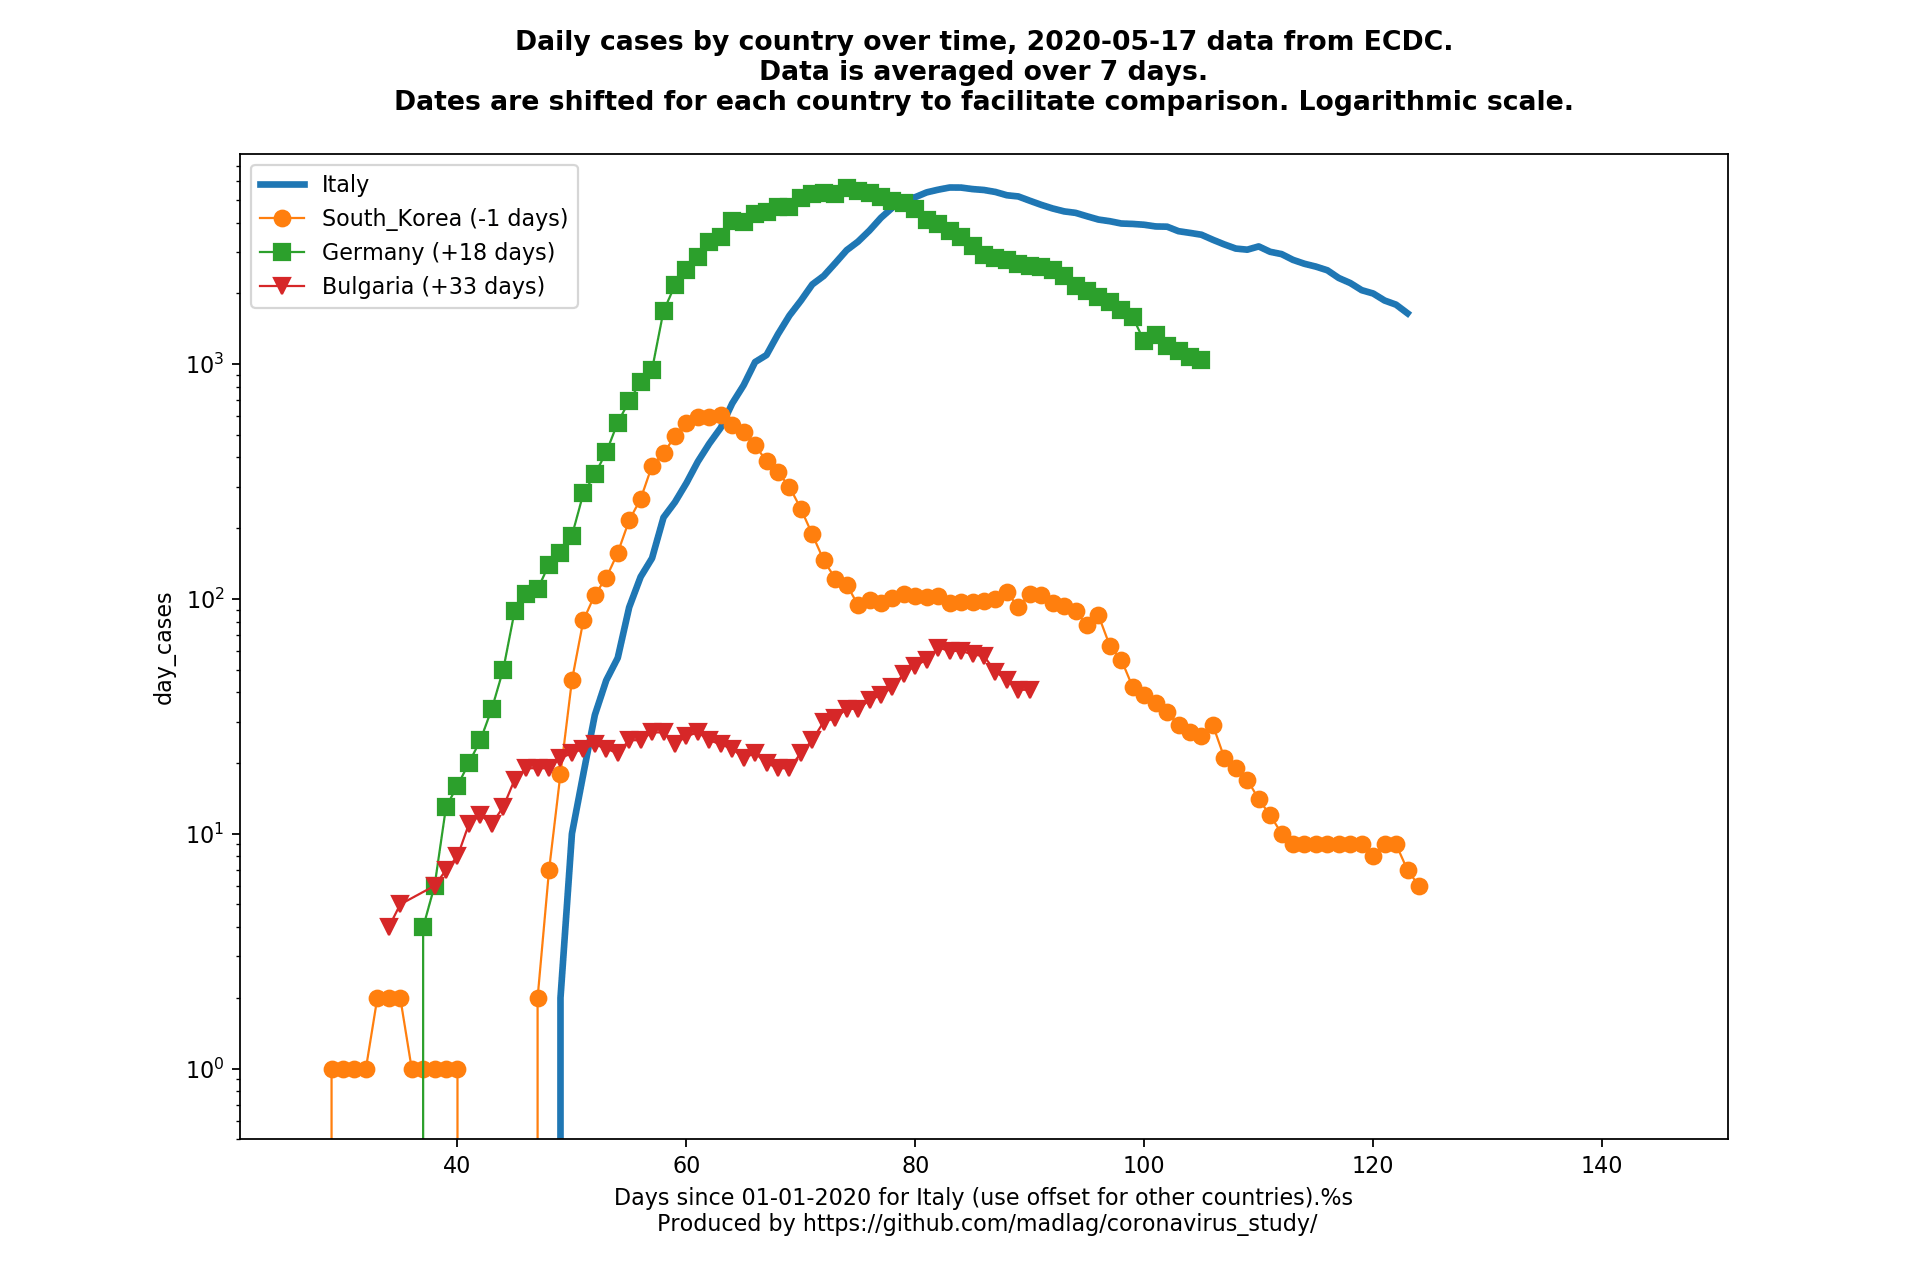 Daily cases by country over time, 2020-05-17 data from ECDC.
Data is averaged over 7 days.
Dates are shifted for each country to facilitate comparison. Logarithmic scale.
Italy
South_Korea (-1 days)
Germany (+18 days)
Bulgaria (+33 days)
day_cases
10³
10²
10¹
10⁰
40 60 80 100 120 140
Days since 01-01-2020 for Italy (use offset for other countries).%s
Produced by https://github.com/madlag/coronavirus_study/